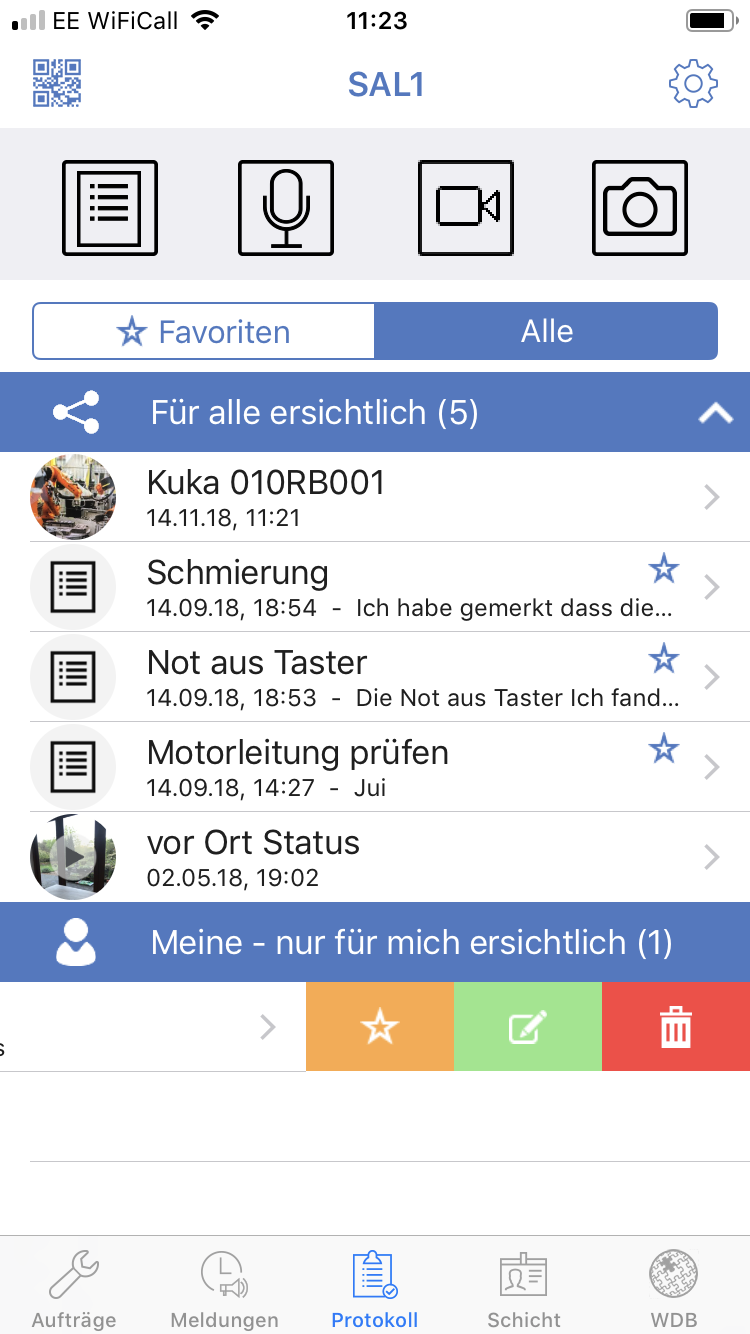 EE WiFiCall 11:23
SAL1
Favoriten Alle
Für alle ersichtlich (5)
Kuka 010RB001
14.11.18, 11:21
Schmierung
14.09.18, 18:54 - Ich habe gemerkt dass die...
Not aus Taster
14.09.18, 18:53 - Die Not aus Taster Ich fand...
Motorleitung prüfen
14.09.18, 14:27 - Jui
vor Ort Status
02.05.18, 19:02
Meine - nur für mich ersichtlich (1)
s
Aufträge Meldungen Protokoll Schicht WDB